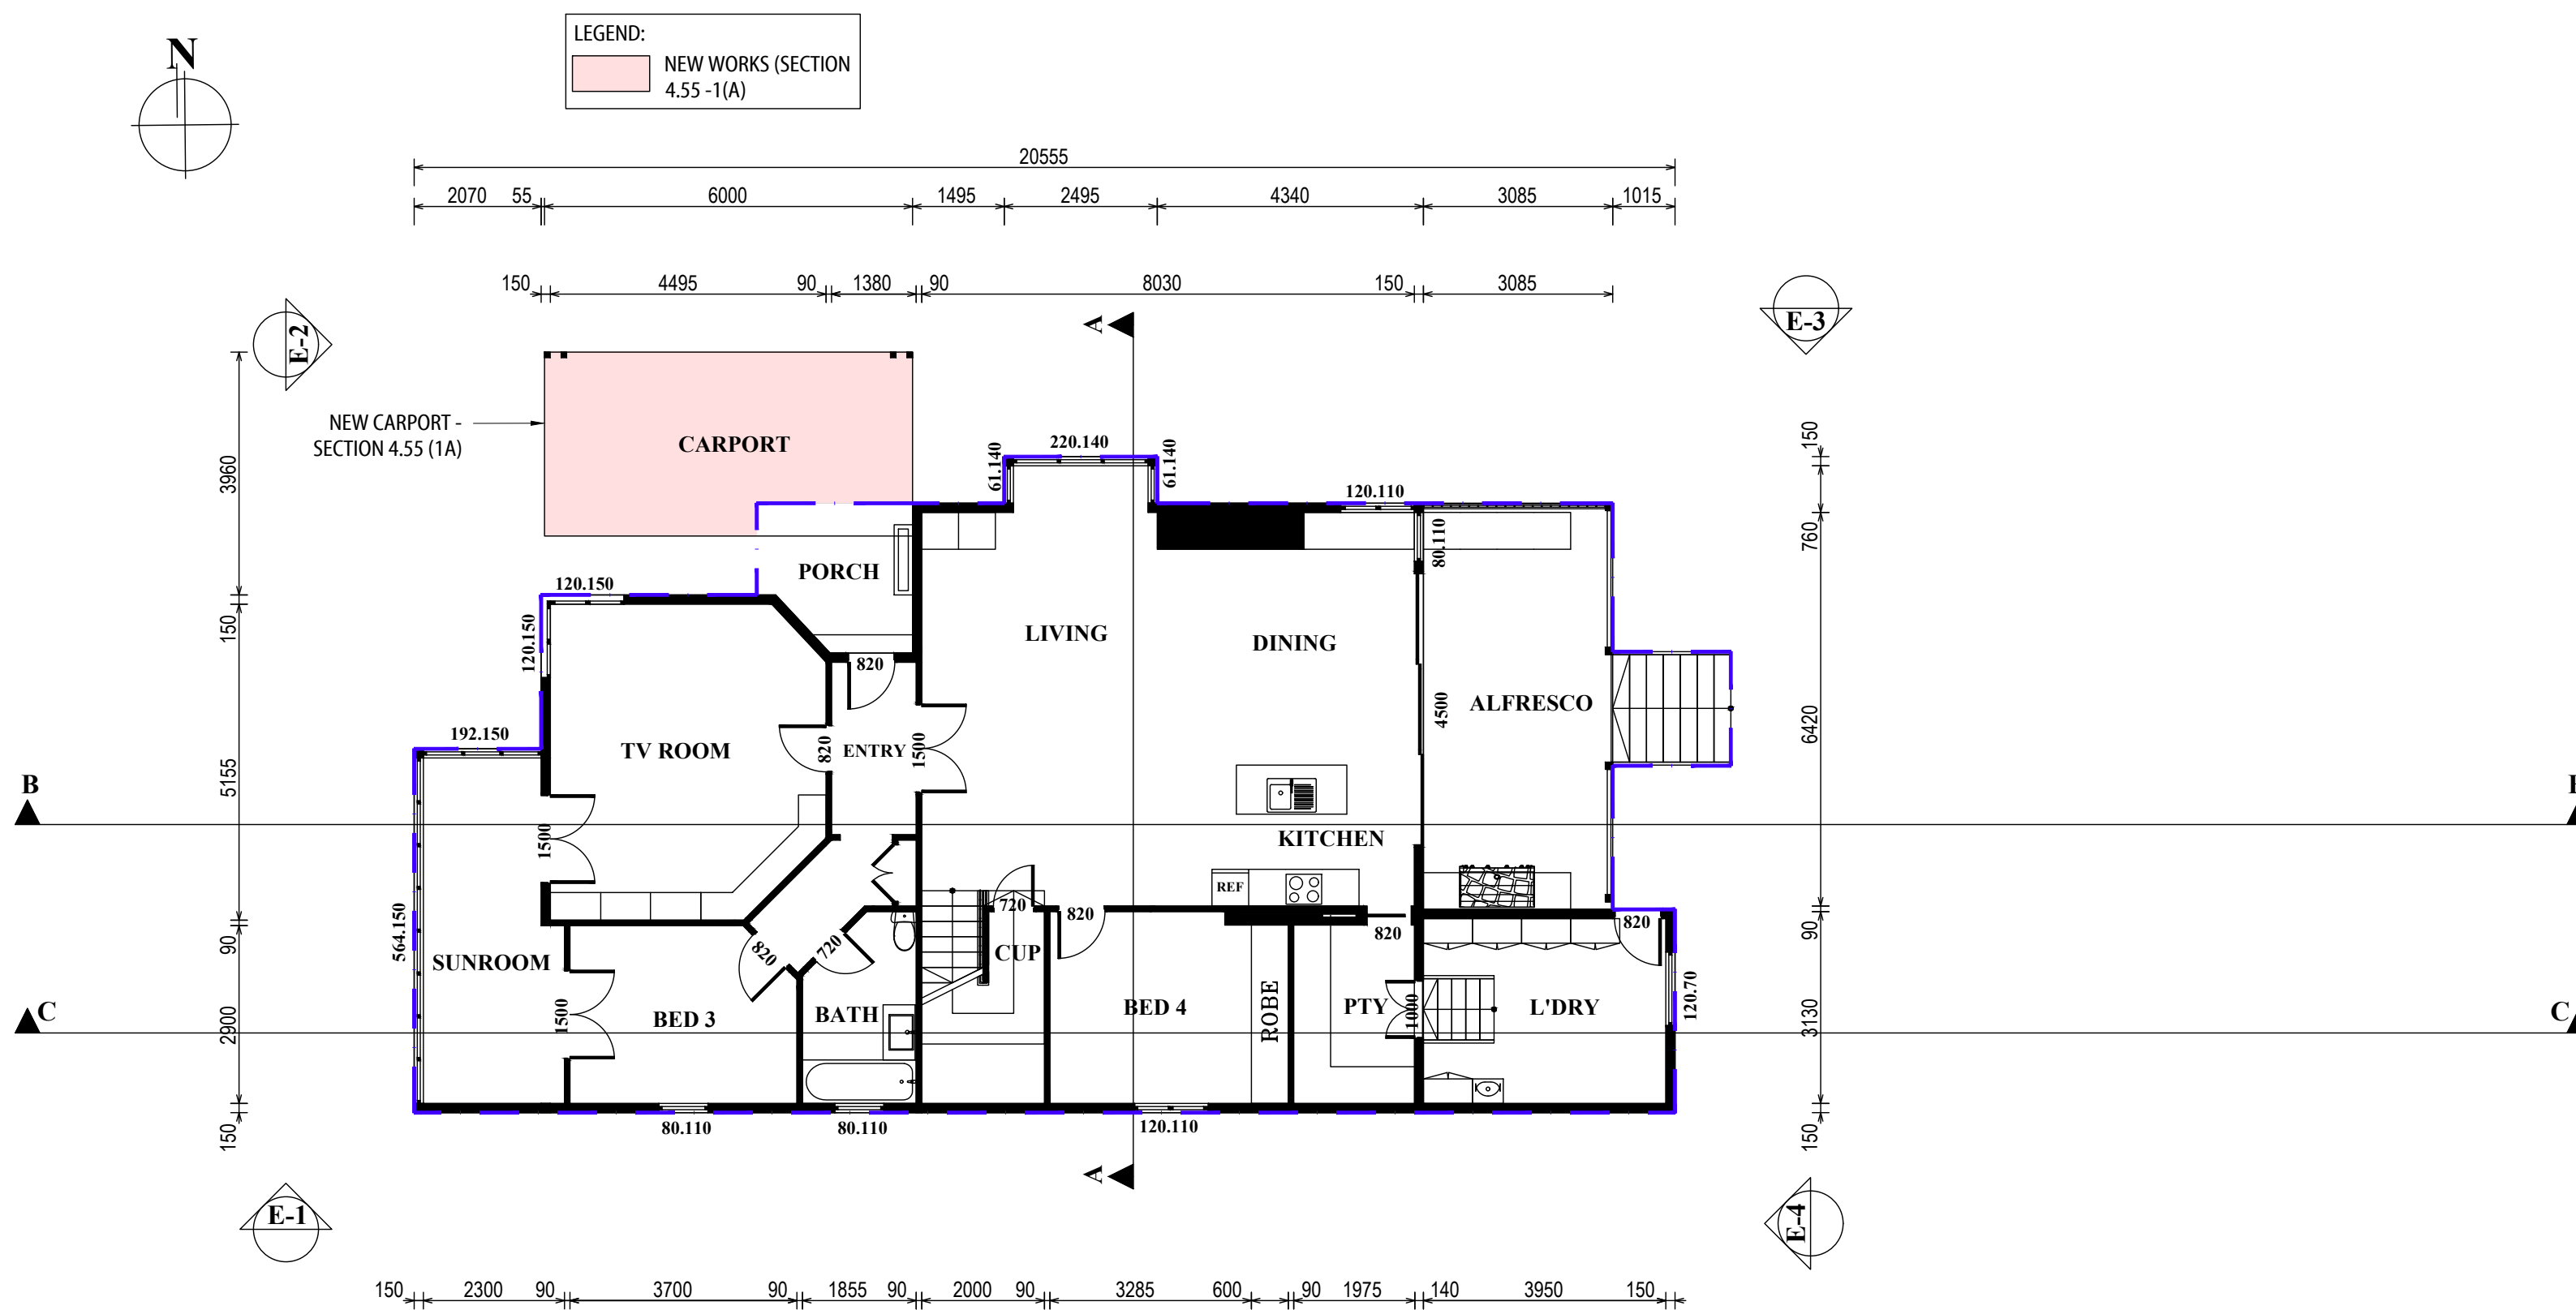 LEGEND:
NEW WORKS (SECTION
4.55 -1(A)
N
20555
2070 55 6000 1495 2495 4340 3085 1015
150 4495 90 1380 90 8030 150 3085
E-2
A
E-3
NEW CARPORT -
SECTION 4.55 (1A)
CARPORT
3960
150
5155
90
2900
150
150
760
6420
90
3130
150
61.140
220.140
61.140
120.110
80.110
120.150
120.150
PORCH
820
LIVING
DINING
192.150
TV ROOM
820
ENTRY
1500
4500
ALFRESCO
B
1500
KITCHEN
REF
564.150
SUNROOM
820
720
720
CUP
820
820
820
C
1500
BED 3
BATH
BED 4
ROBE
PTY
1000
L'DRY
120.70
C
80.110
80.110
120.110
A
E-1
E-4
150 2300 90 3700 90 1855 90 2000 90 3285 600 90 1975 140 3950 150